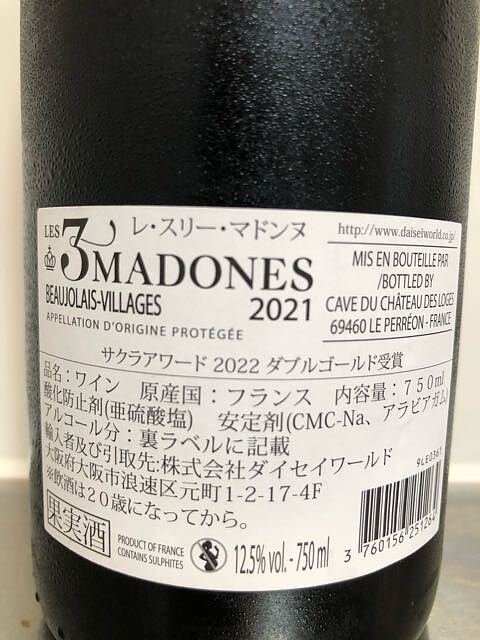 LES 3 MADONES
レ・スリー・マドンヌ
BEAUJOLAIS-VILLAGES
2021
APPELLATION D'ORIGINE PROTÉGÉE
http://www.daiseiworld.co.jp/
MIS EN BOUTEILLE PAR
/BOTTLED BY
CAVE DU CHÂTEAU DES LOGES
69460 LE PERRÉON - FRANCE
サクラアワード 2022 ダブルゴールド受賞
品名：ワイン 原産国：フランス 内容量：750ml
酸化防止剤(亜硫酸塩) 安定剤(CMC-Na、アラビアガム)
アルコール分：裏ラベルに記載
輸入者及び引取先:株式会社ダイセイワールド
大阪府大阪市浪速区元町1-2-17-4F
※飲酒は20歳になってから。
果実酒
PRODUCT OF FRANCE
CONTAINS SULPHITES
12.5% vol. - 750 ml
3 760156 251264